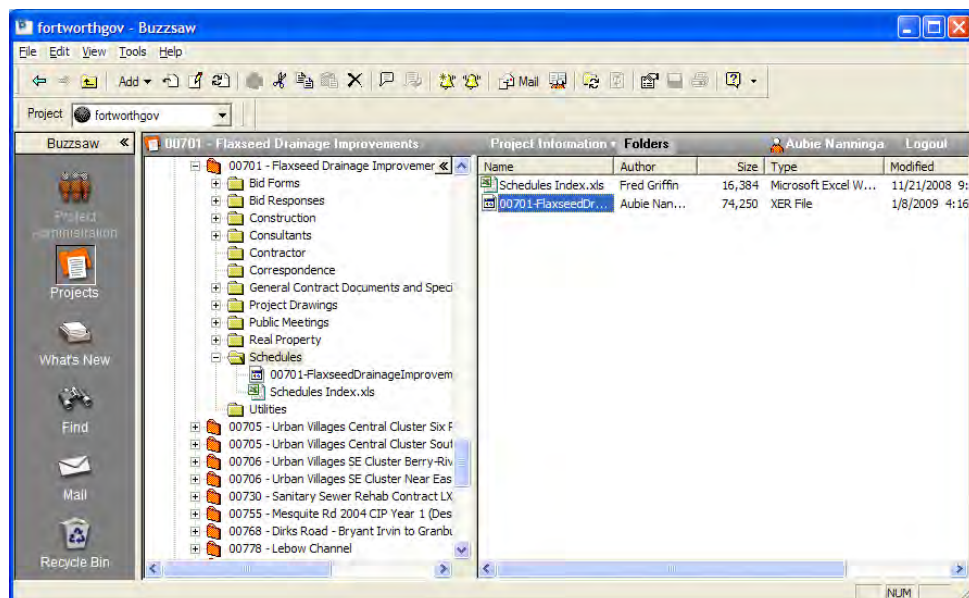 fortworthgov - Buzzsaw
File Edit View Tools Help
Add Mail
Project fortworthgov
Buzzsaw « 00701 - Flaxseed Drainage Improvements Project Information Folders Aubie Nanninga Logout
Project Administration
Projects
What's New
Find
Mail
Recycle Bin
00701 - Flaxseed Drainage Improvemer «
Bid Forms
Bid Responses
Construction
Consultants
Contractor
Correspondence
General Contract Documents and Speci
Project Drawings
Public Meetings
Real Property
Schedules
00701-FlaxseedDrainageImprovem
Schedules Index.xls
Utilities
00705 - Urban Villages Central Cluster Six F
00705 - Urban Villages Central Cluster Sout
00706 - Urban Villages SE Cluster Berry-Riv
00706 - Urban Villages SE Cluster Near Eas
00730 - Sanitary Sewer Rehab Contract LX
00755 - Mesquite Rd 2004 CIP Year 1 (Des
00768 - Dirks Road - Bryant Irvin to Granbu
00778 - Lebow Channel
Name Author Size Type Modified
Schedules Index.xls Fred Griffin 16,384 Microsoft Excel W... 11/21/2008 9:
00701-FlaxseedDr... Aubie Nan... 74,250 XER File 1/8/2009 4:16
NUM